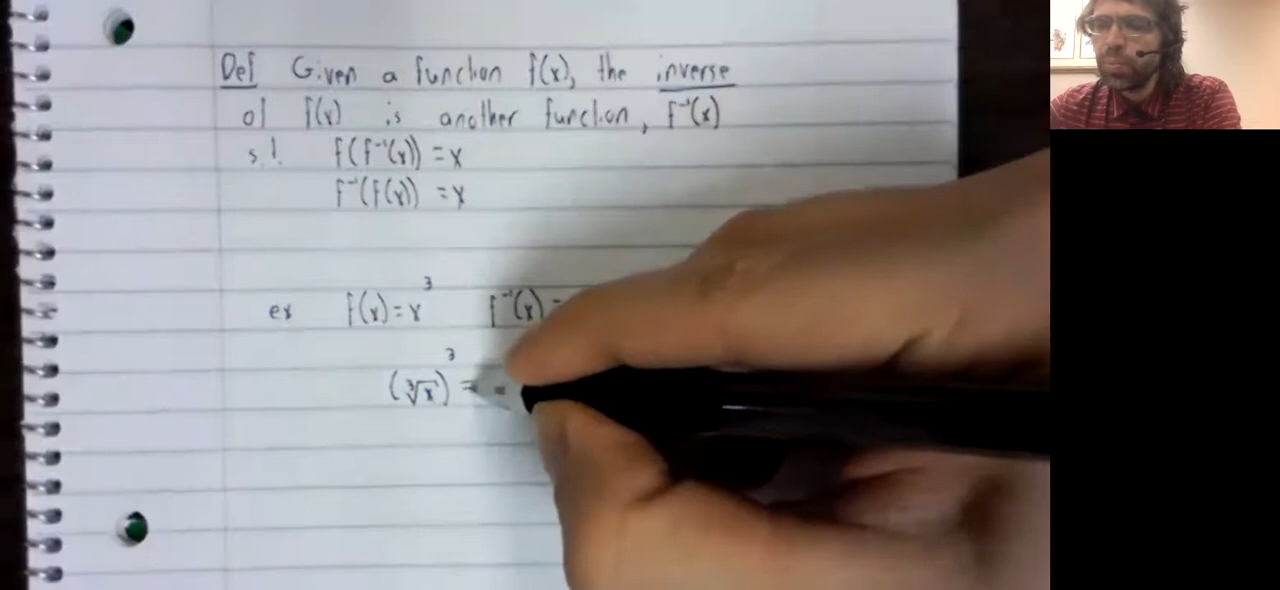 Def Given a function f(x), the inverse
of f(x) is another function, f⁻¹(x)
s.t. f(f⁻¹(x)) = x
f⁻¹(f(x)) = x
ex f(x) = x³ f⁻¹(x) =
(∛x)³ =